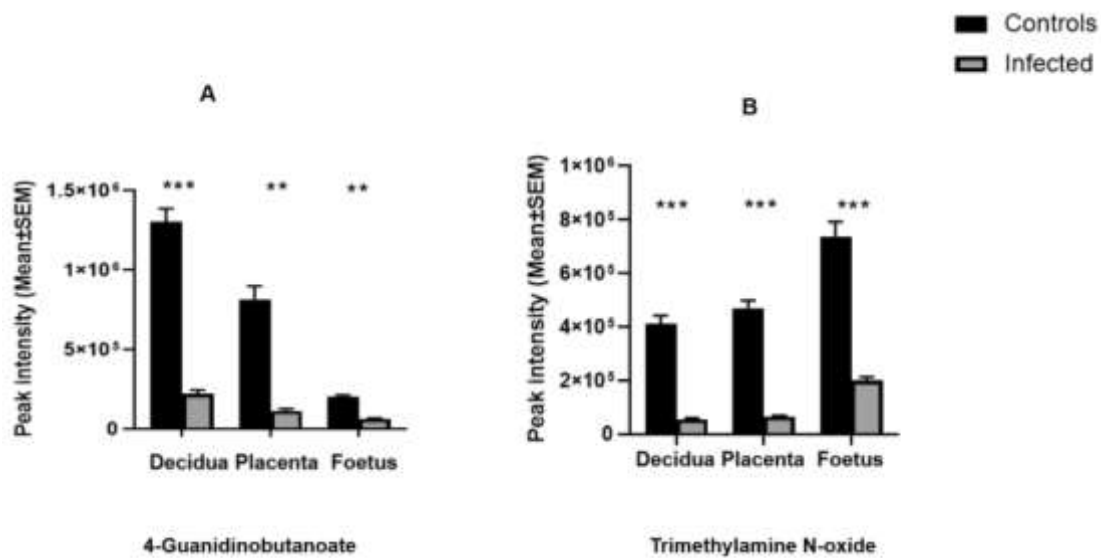 Controls
Infected
A
B
Peak Intensity (Mean±SEM)
1.5×10⁶
1×10⁶
5×10⁵
0
***
**
**
Decidua Placenta Foetus
4-Guanidinobutanoate
Peak Intensity (Mean±SEM)
1×10⁶
8×10⁵
6×10⁵
4×10⁵
2×10⁵
0
***
***
***
Decidua Placenta Foetus
Trimethylamine N-oxide